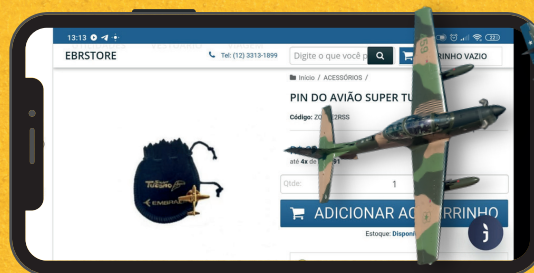 13:13
33
EBRSTORE
Tel: (12) 3313-1899
Digite o que você p
RINHO VAZIO
Início / ACESSÓRIOS /
PIN DO AVIÃO SUPER TU
Código:
até 4x de
Qtde:
1
TUCANO
EMBRAE
ADICIONAR AO RRINHO
Estoque: Disponí